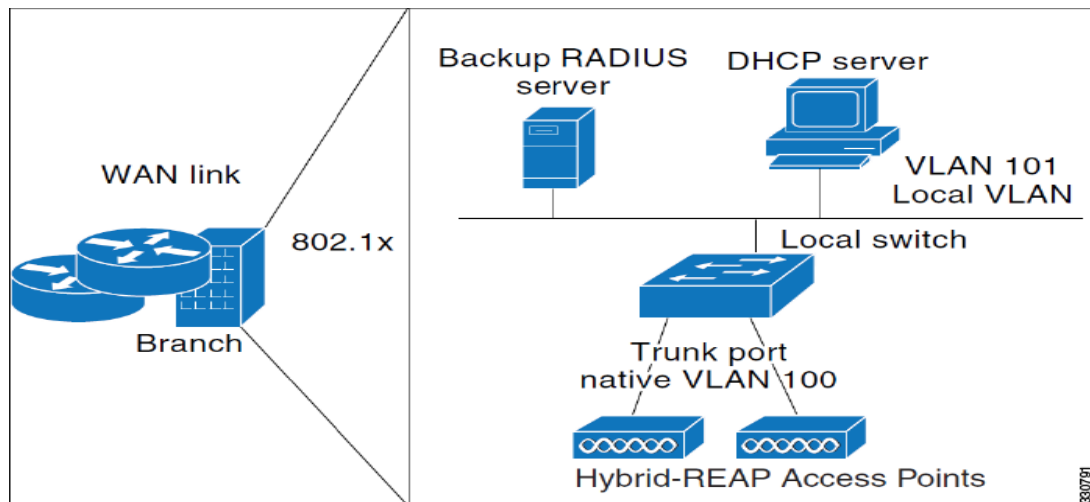 Backup RADIUS
server
DHCP server
WAN link
VLAN 101
Local VLAN
802.1x
Local switch
Branch
Trunk port
native VLAN 100
Hybrid-REAP Access Points